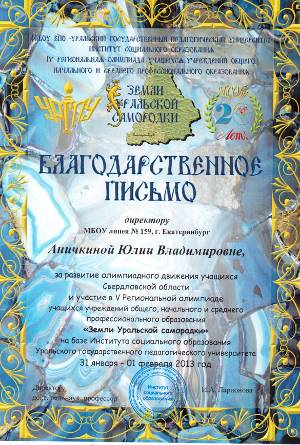 ФГБОУ ВПО «УРАЛЬСКИЙ ГОСУДАРСТВЕННЫЙ ПЕДАГОГИЧЕСКИЙ УНИВЕРСИТЕТ»
ИНСТИТУТ СОЦИАЛЬНОГО ОБРАЗОВАНИЯ
IV РЕГИОНАЛЬНАЯ ОЛИМПИАДА УЧАЩИХСЯ УЧРЕЖДЕНИЙ ОБЩЕГО,
НАЧАЛЬНОГО И СРЕДНЕГО ПРОФЕССИОНАЛЬНОГО ОБРАЗОВАНИЯ
УрГПУ
ЗЕМЛИ
УРАЛЬСКОЙ
САМОРОДКИ
БЛАГОДАРСТВЕННОЕ
ПИСЬМО
директору
МБОУ лицея № 159, г. Екатеринбург
Аничкиной Юлии Владимировне,
за развитие олимпиадного движения учащихся
Свердловской области
и участие в V Региональной олимпиаде
учащихся учреждений общего, начального и среднего
профессионального образования
«Земли Уральской самородки»
на базе Института социального образования
Уральского государственного педагогического университета
31 января - 01 февраля 2013 год
Директор,
профессор
Институт
социального
образования
Ларионова